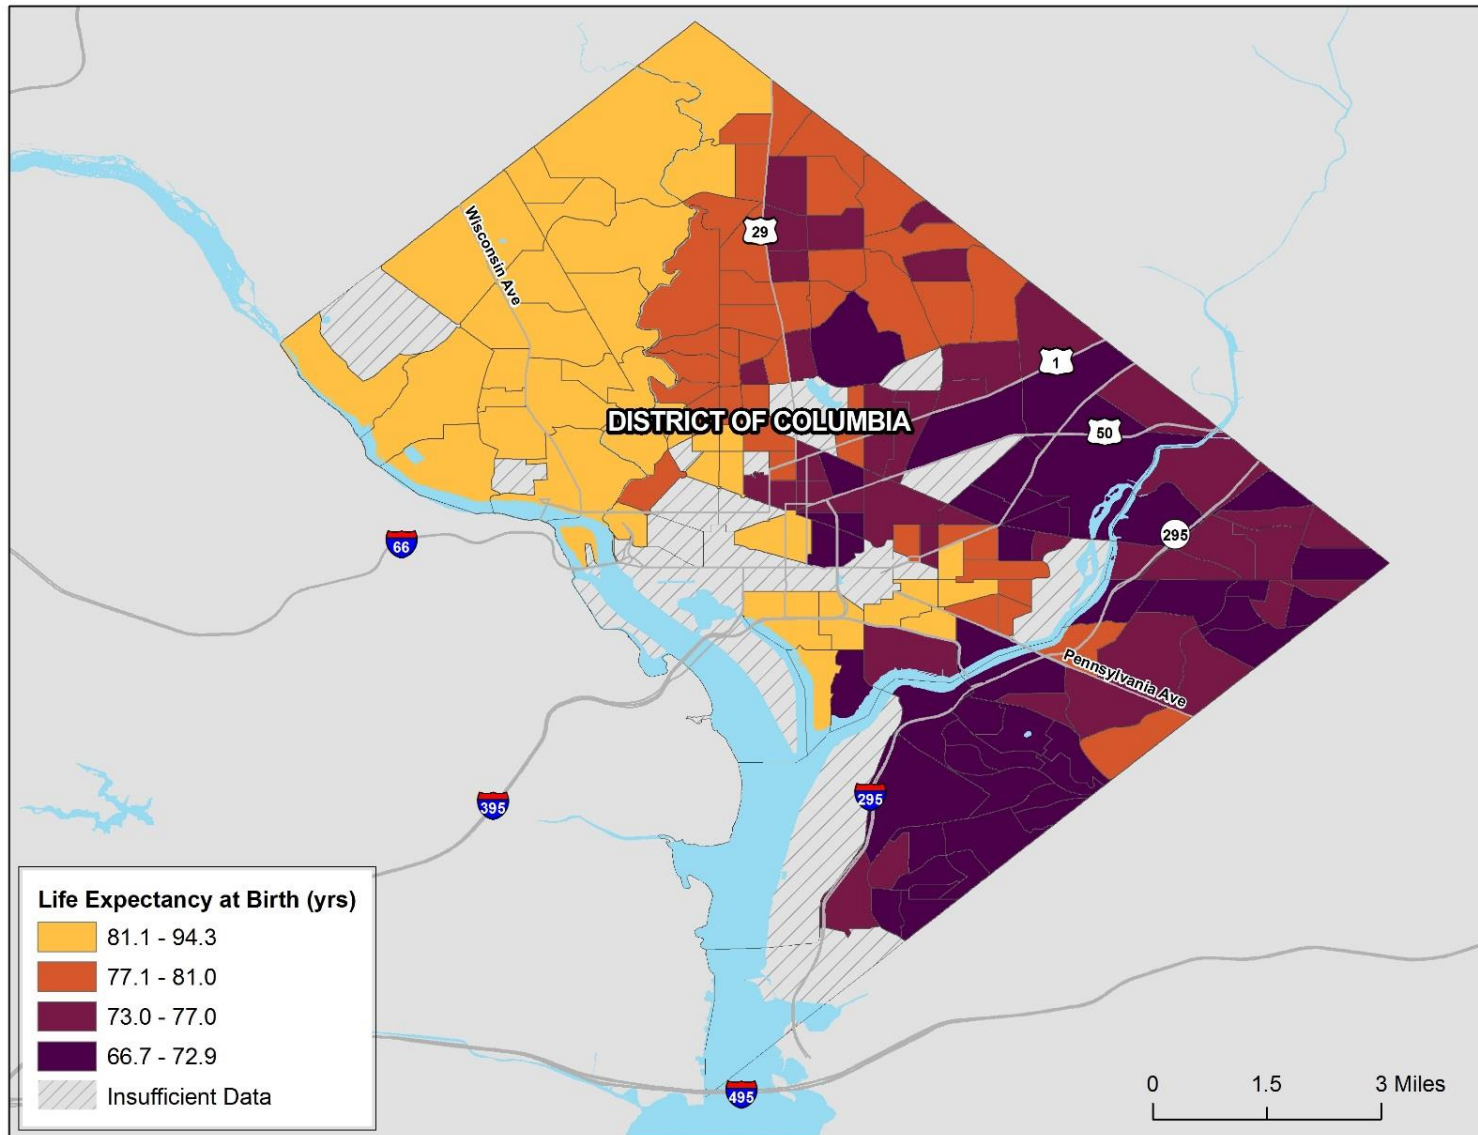 Wisconsin Ave
29
1
DISTRICT OF COLUMBIA
50
66
295
Pennsylvania Ave
395
295
Life Expectancy at Birth (yrs)
81.1 - 94.3
77.1 - 81.0
73.0 - 77.0
66.7 - 72.9
Insufficient Data
495
0 1.5 3 Miles